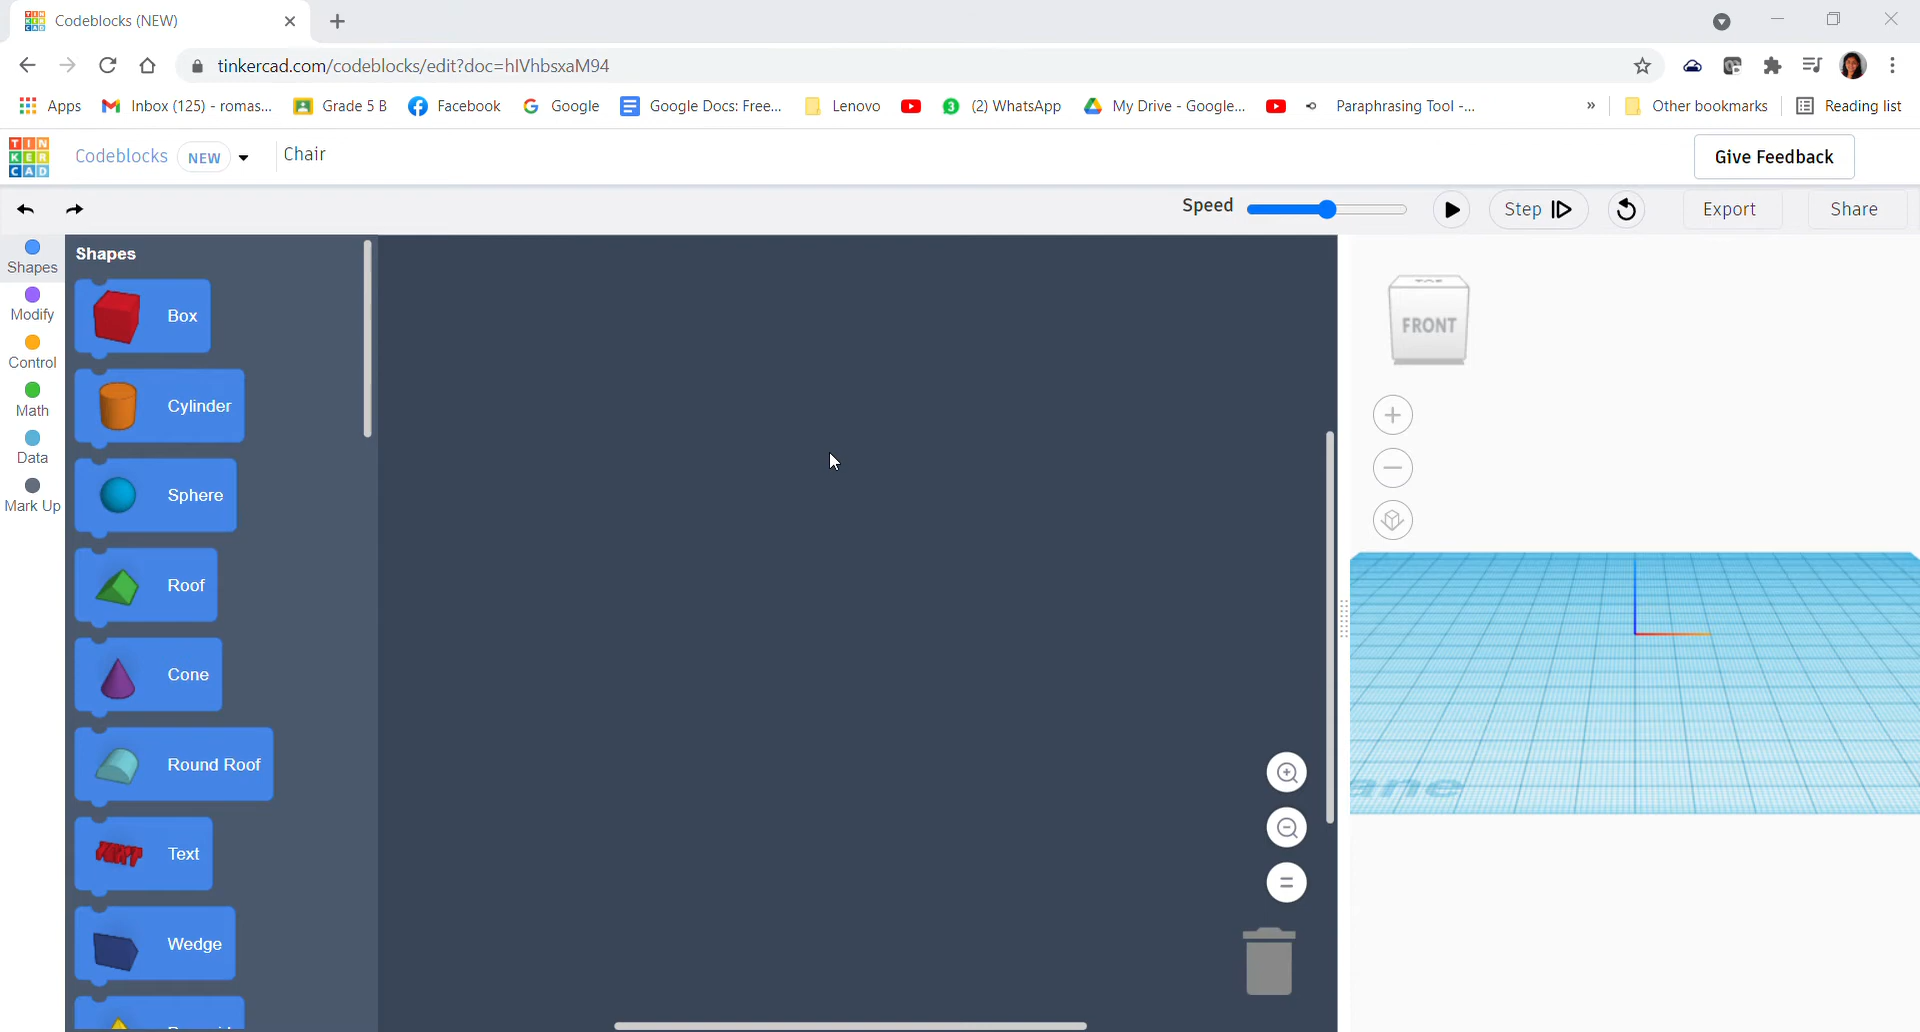 Codeblocks (NEW)
tinkercad.com/codeblocks/edit?doc=hIVhbsxaM94
Apps Inbox (125) - romas... Grade 5 B Facebook Google Google Docs: Free... Lenovo (2) WhatsApp My Drive - Google... Paraphrasing Tool -... » Other bookmarks Reading list
TIN
KER
CAD
Codeblocks NEW Chair Give Feedback
Speed Step Export Share
Shapes
Modify
Control
Math
Data
Mark Up
Shapes
Box
Cylinder
Sphere
Roof
Cone
Round Roof
TEXT Text
Wedge
TOP
FRONT